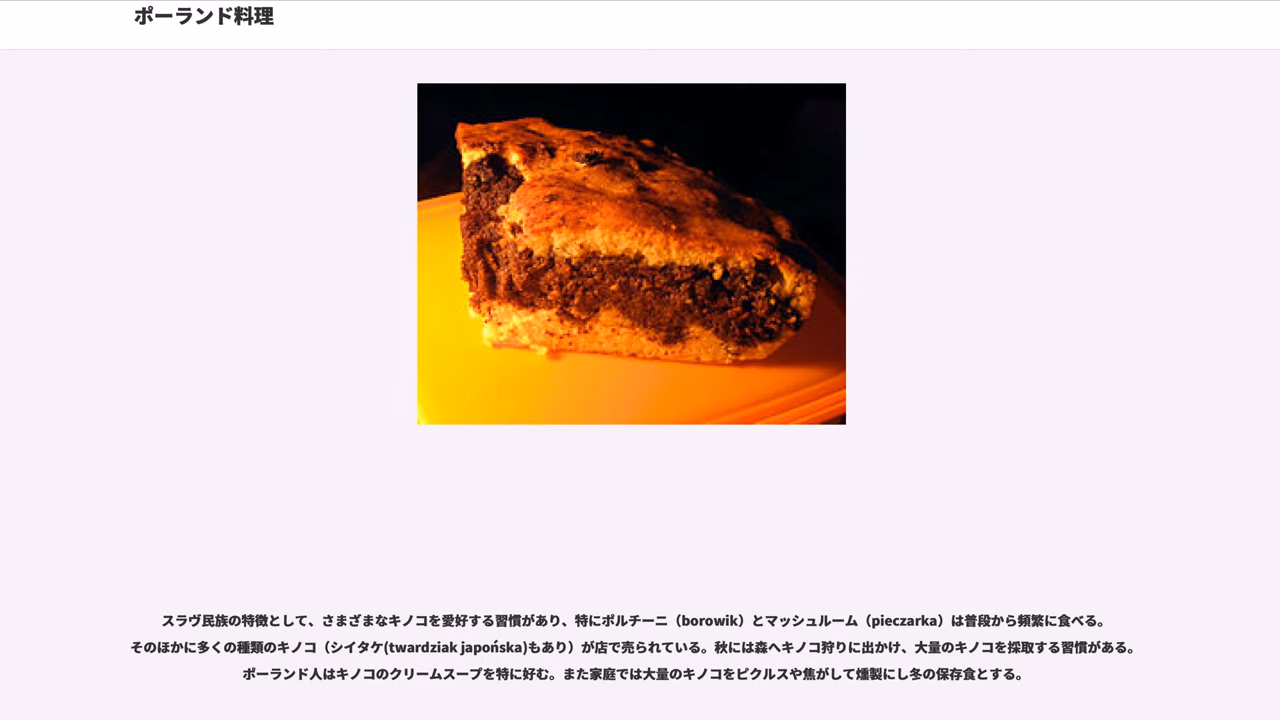 ポーランド料理
スラヴ民族の特徴として、さまざまなキノコを愛好する習慣があり、特にポルチーニ（borowik）とマッシュルーム（pieczarka）は普段から頻繁に食べる。
そのほかに多くの種類のキノコ（シイタケ(twardziak japońska)もあり）が店で売られている。秋には森へキノコ狩りに出かけ、大量のキノコを採取する習慣がある。
ポーランド人はキノコのクリームスープを特に好む。また家庭では大量のキノコをピクルスや焦がして燻製にし冬の保存食とする。